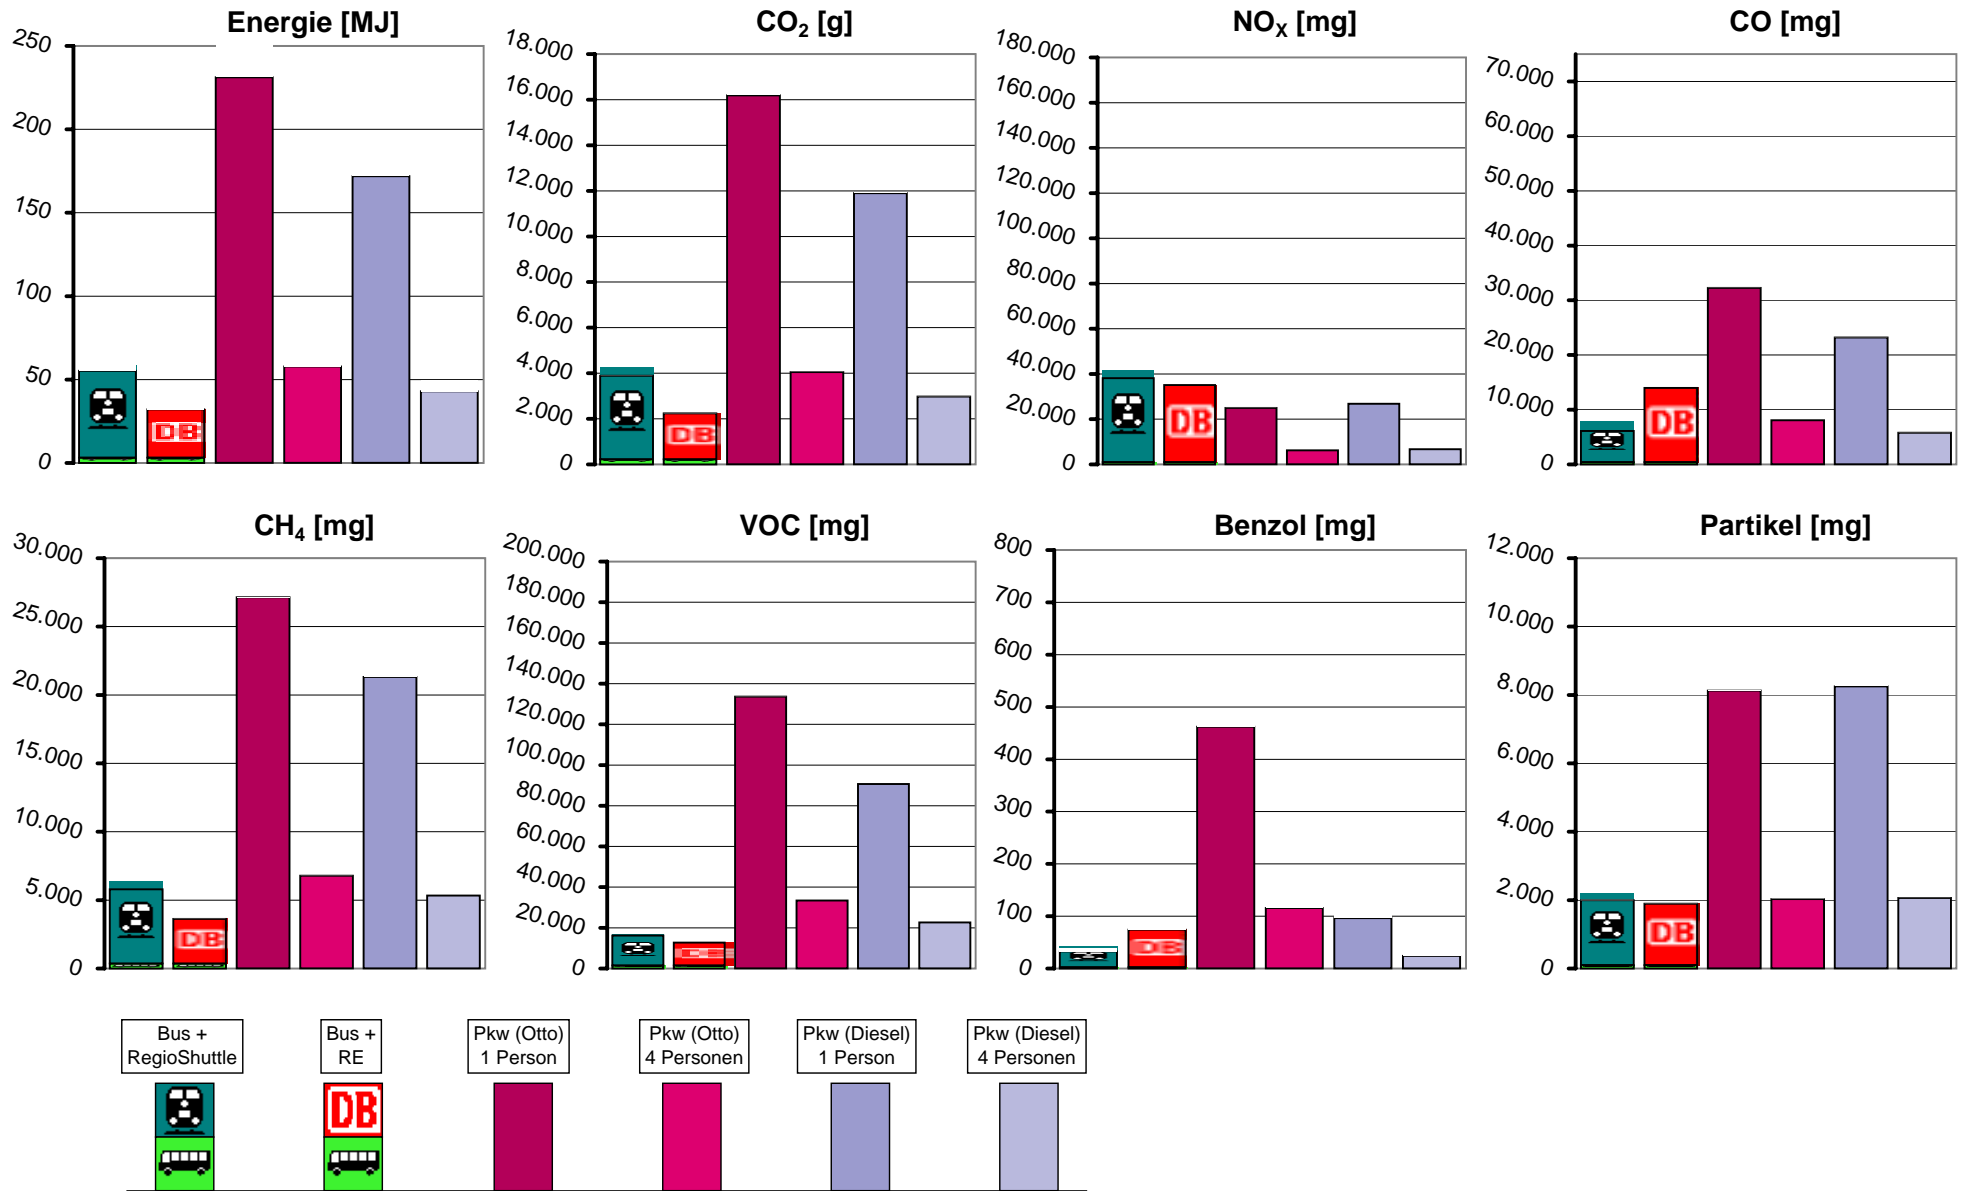 Energie [MJ]
250
200
150
100
50
0
DB
CO₂ [g]
18.000
16.000
14.000
12.000
10.000
8.000
6.000
4.000
2.000
0
DB
NOX [mg]
180.000
160.000
140.000
120.000
100.000
80.000
60.000
40.000
20.000
0
DB
CO [mg]
70.000
60.000
50.000
40.000
30.000
20.000
10.000
0
DB
CH₄ [mg]
30.000
25.000
20.000
15.000
10.000
5.000
0
DB
VOC [mg]
200.000
180.000
160.000
140.000
120.000
100.000
80.000
60.000
40.000
20.000
0
DB
Benzol [mg]
800
700
600
500
400
300
200
100
0
DB
Partikel [mg]
12.000
10.000
8.000
6.000
4.000
2.000
0
DB
Bus +
RegioShuttle
Bus +
RE
Pkw (Otto)
1 Person
Pkw (Otto)
4 Personen
Pkw (Diesel)
1 Person
Pkw (Diesel)
4 Personen
DB